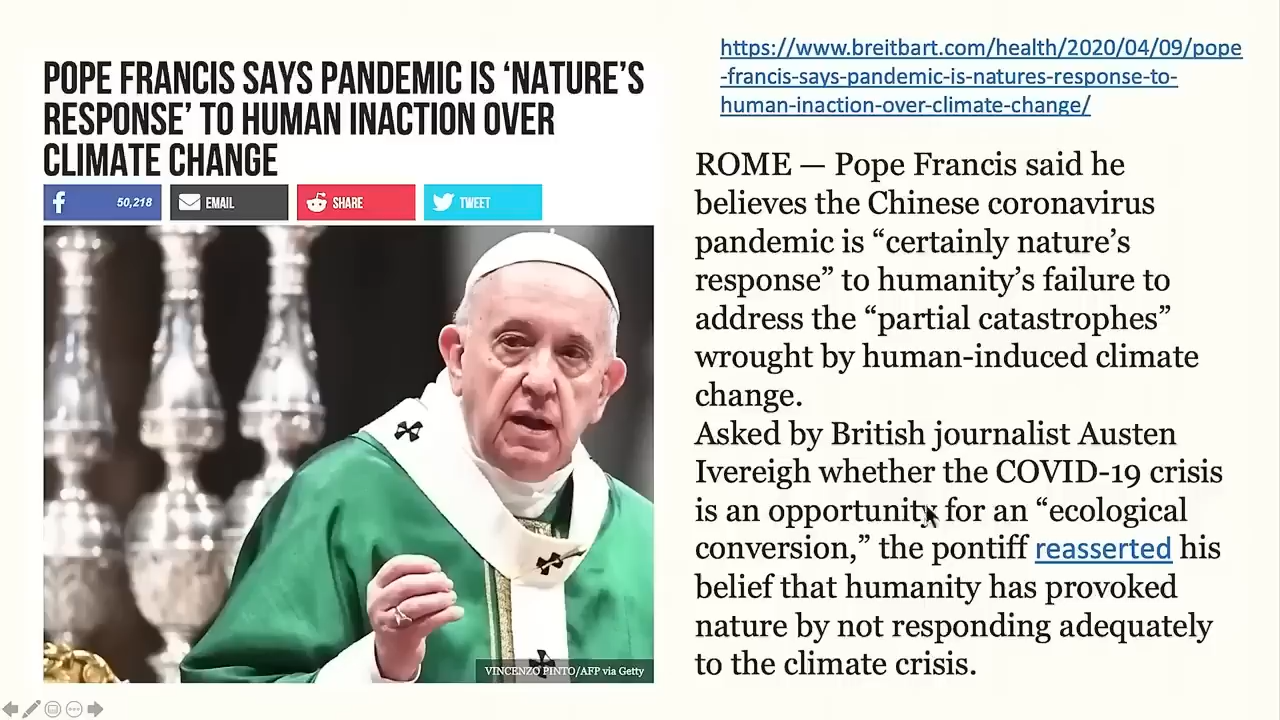 POPE FRANCIS SAYS PANDEMIC IS ‘NATURE’S
RESPONSE’ TO HUMAN INACTION OVER
CLIMATE CHANGE
50,218
EMAIL
SHARE
TWEET
VINCENZO PINTO/AFP via Getty
https://www.breitbart.com/health/2020/04/09/pope
-francis-says-pandemic-is-natures-response-to-
human-inaction-over-climate-change/
ROME — Pope Francis said he
believes the Chinese coronavirus
pandemic is “certainly nature’s
response” to humanity’s failure to
address the “partial catastrophes”
wrought by human-induced climate
change.
Asked by British journalist Austen
Ivereigh whether the COVID-19 crisis
is an opportunity for an “ecological
conversion,” the pontiff reasserted his
belief that humanity has provoked
nature by not responding adequately
to the climate crisis.